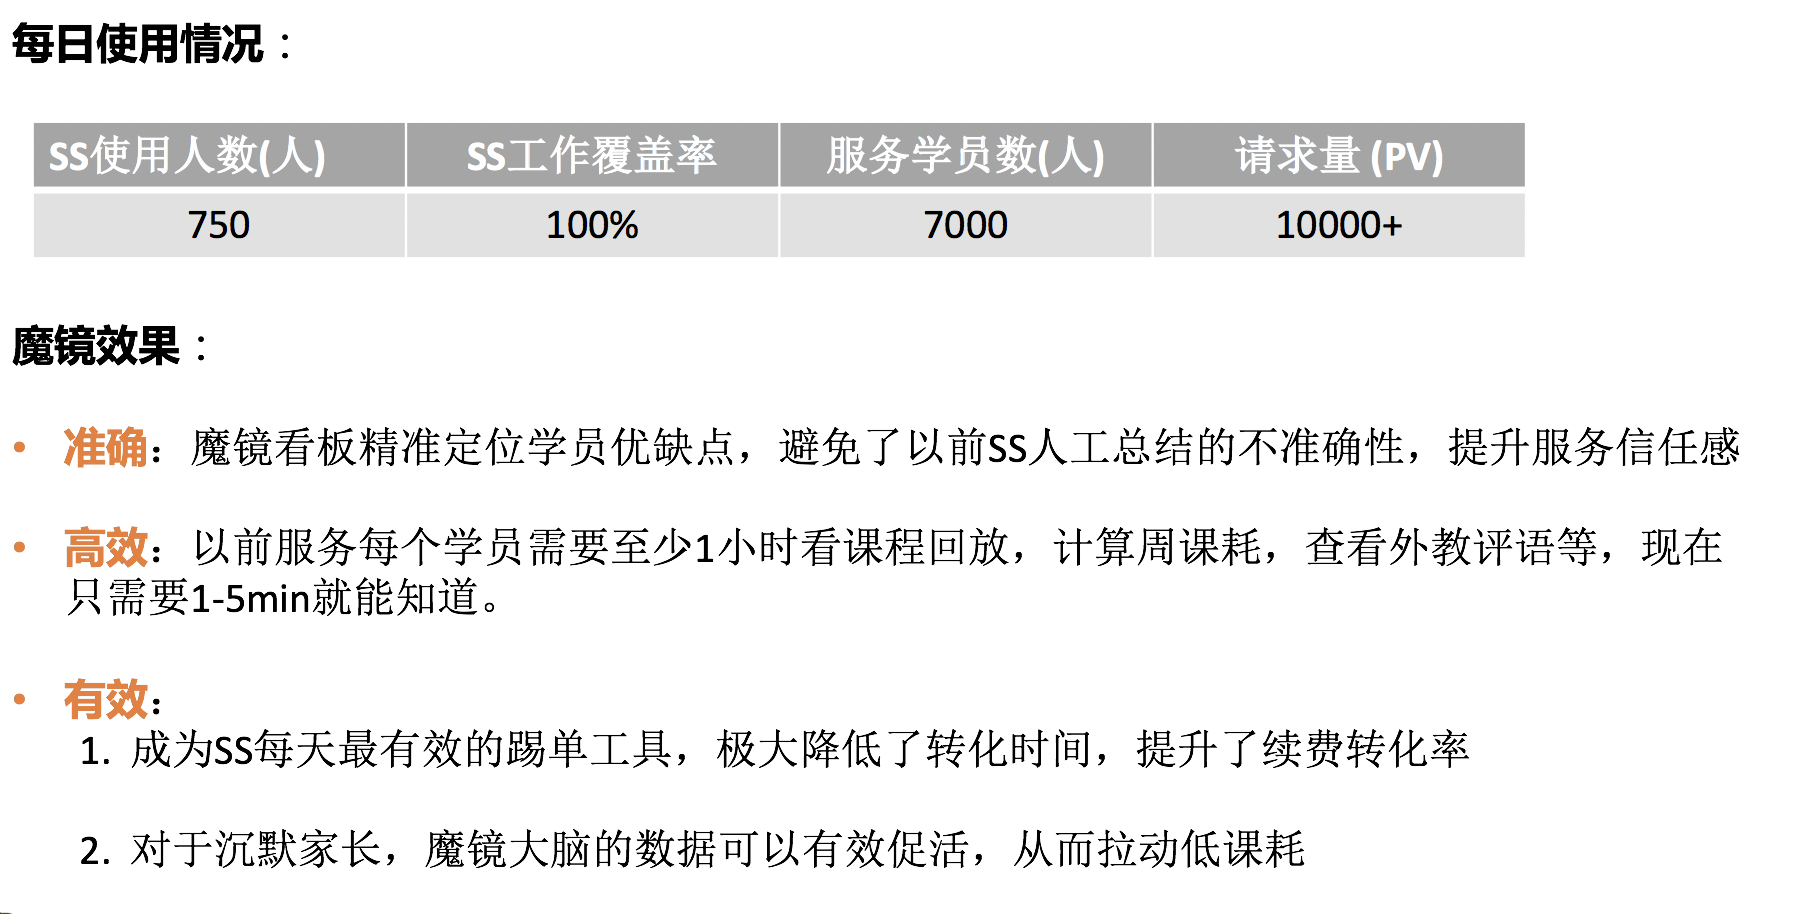 每日使用情况：
SS使用人数(人) SS工作覆盖率 服务学员数(人) 请求量 (PV)
750 100% 7000 10000+
魔镜效果：
• 准确：魔镜看板精准定位学员优缺点，避免了以前SS人工总结的不准确性，提升服务信任感
• 高效：以前服务每个学员需要至少1小时看课程回放，计算周课耗，查看外教评语等，现在
只需要1-5min就能知道。
• 有效：
1. 成为SS每天最有效的踢单工具，极大降低了转化时间，提升了续费转化率
2. 对于沉默家长，魔镜大脑的数据可以有效促活，从而拉动低课耗